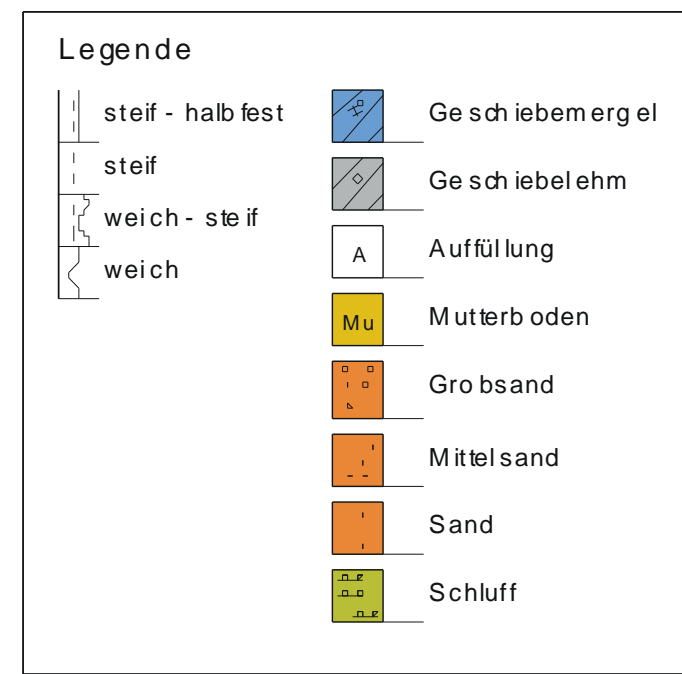 Legende
steif - halbfest
steif
weich - steif
weich
Geschiebemergel
Geschiebelehm
A Auffüllung
Mu Mutterboden
Grobsand
Mittelsand
Sand
Schluff